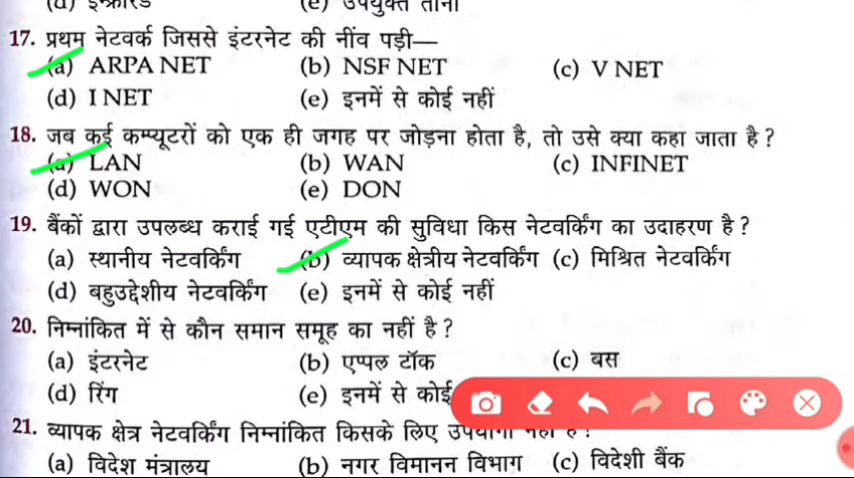 17. प्रथम नेटवर्क जिससे इंटरनेट की नींव पड़ी—
(a) ARPA NET (b) NSF NET (c) V NET
(d) I NET (e) इनमें से कोई नहीं
18. जब कई कम्प्यूटरों को एक ही जगह पर जोड़ना होता है, तो उसे क्या कहा जाता है ?
(a) LAN (b) WAN (c) INFINET
(d) WON (e) DON
19. बैंकों द्वारा उपलब्ध कराई गई एटीएम की सुविधा किस नेटवर्किंग का उदाहरण है ?
(a) स्थानीय नेटवर्किंग (b) व्यापक क्षेत्रीय नेटवर्किंग (c) मिश्रित नेटवर्किंग
(d) बहुउद्देशीय नेटवर्किंग (e) इनमें से कोई नहीं
20. निम्नांकित में से कौन समान समूह का नहीं है ?
(a) इंटरनेट (b) एप्पल टॉक (c) बस
(d) रिंग (e) इनमें से कोई
21. व्यापक क्षेत्र नेटवर्किंग निम्नांकित किसके लिए
(a) विदेश मंत्रालय (b) नगर विमानन विभाग (c) विदेशी बैंक